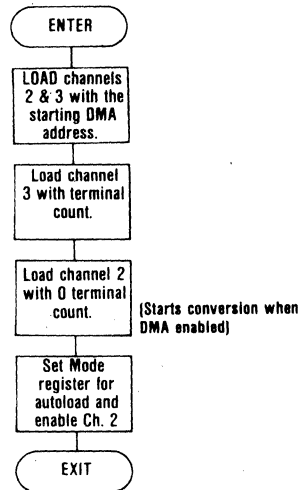 ENTER
LOAD channels
2 & 3 with the
starting DMA
address.
Load channel
3 with terminal
count.
Load channel 2
with 0 terminal
count.
(Starts conversion when
DMA enabled)
Set Mode
register for
autoload and
enable Ch. 2
EXIT